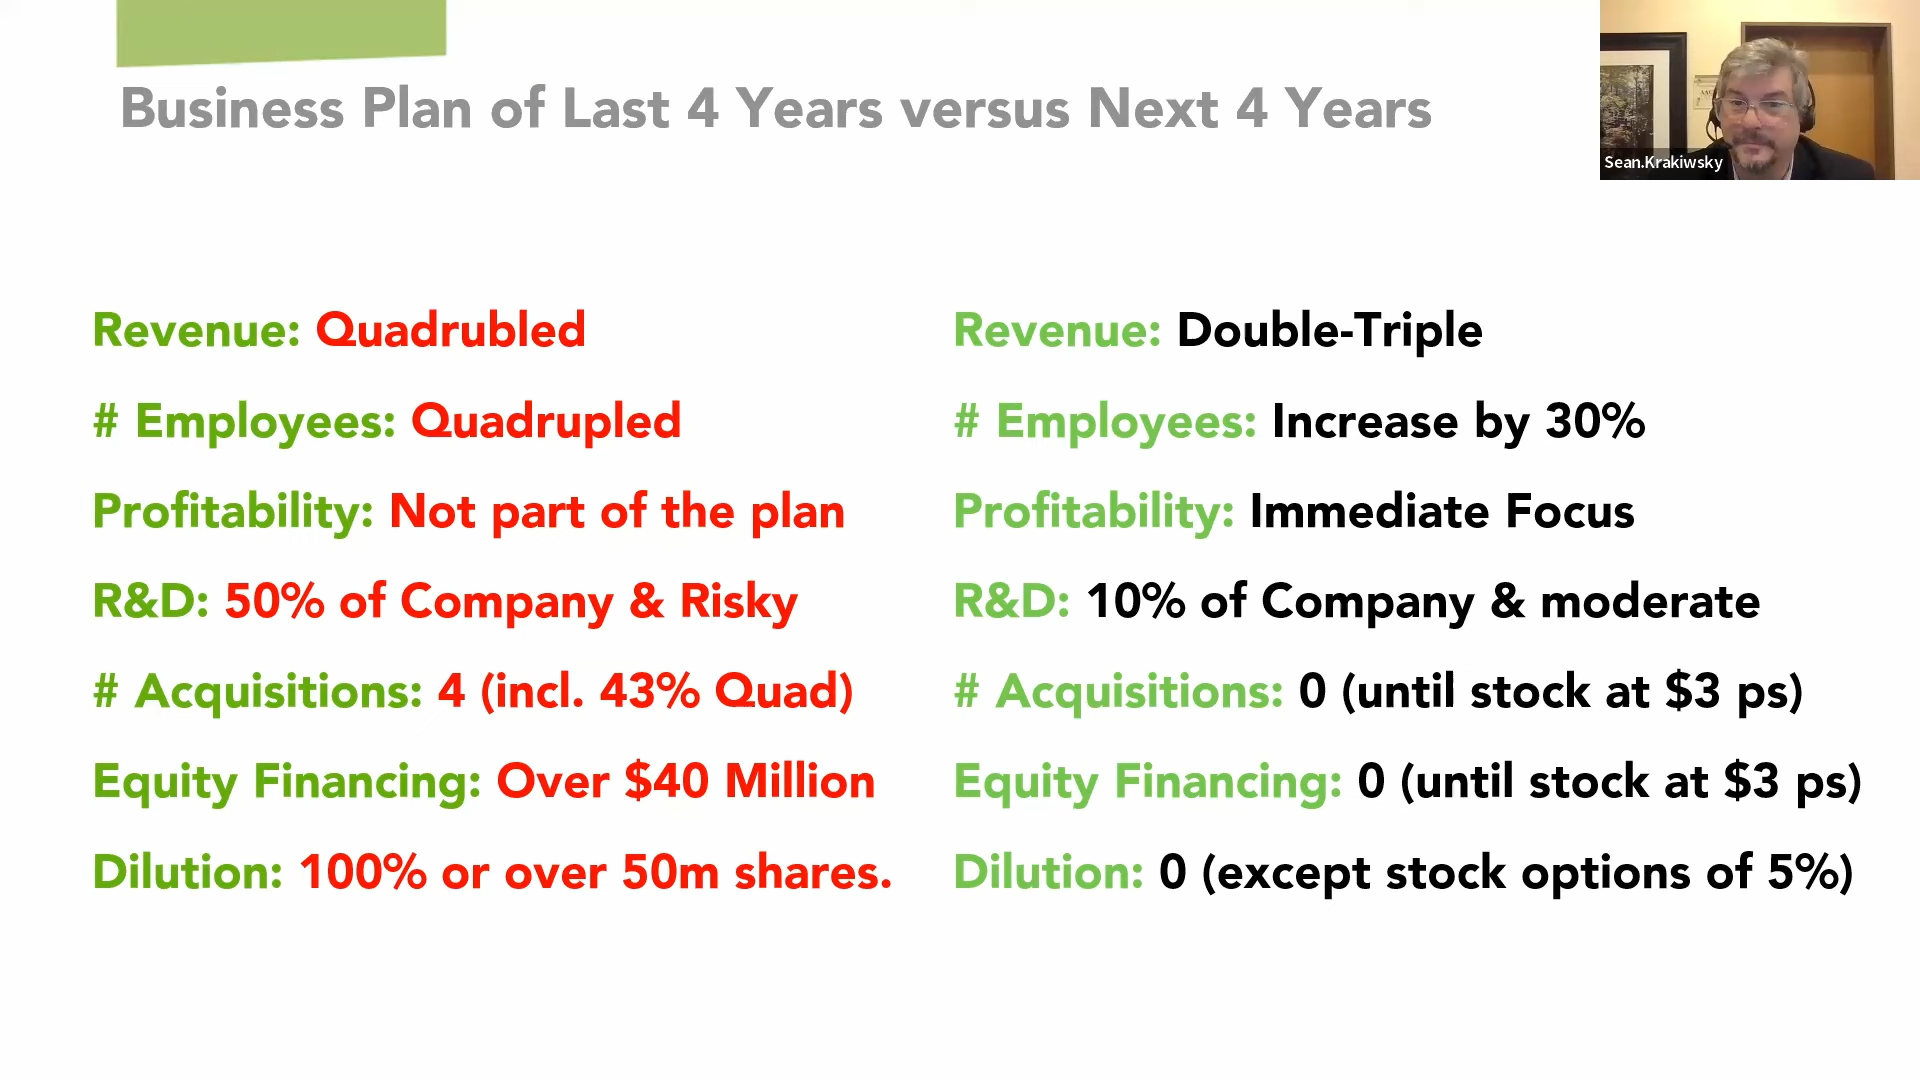 Business Plan of Last 4 Years versus Next 4 Years
Sean.Krakiwsky
Revenue: Quadrubled
# Employees: Quadrupled
Profitability: Not part of the plan
R&D: 50% of Company & Risky
# Acquisitions: 4 (incl. 43% Quad)
Equity Financing: Over $40 Million
Dilution: 100% or over 50m shares.
Revenue: Double-Triple
# Employees: Increase by 30%
Profitability: Immediate Focus
R&D: 10% of Company & moderate
# Acquisitions: 0 (until stock at $3 ps)
Equity Financing: 0 (until stock at $3 ps)
Dilution: 0 (except stock options of 5%)